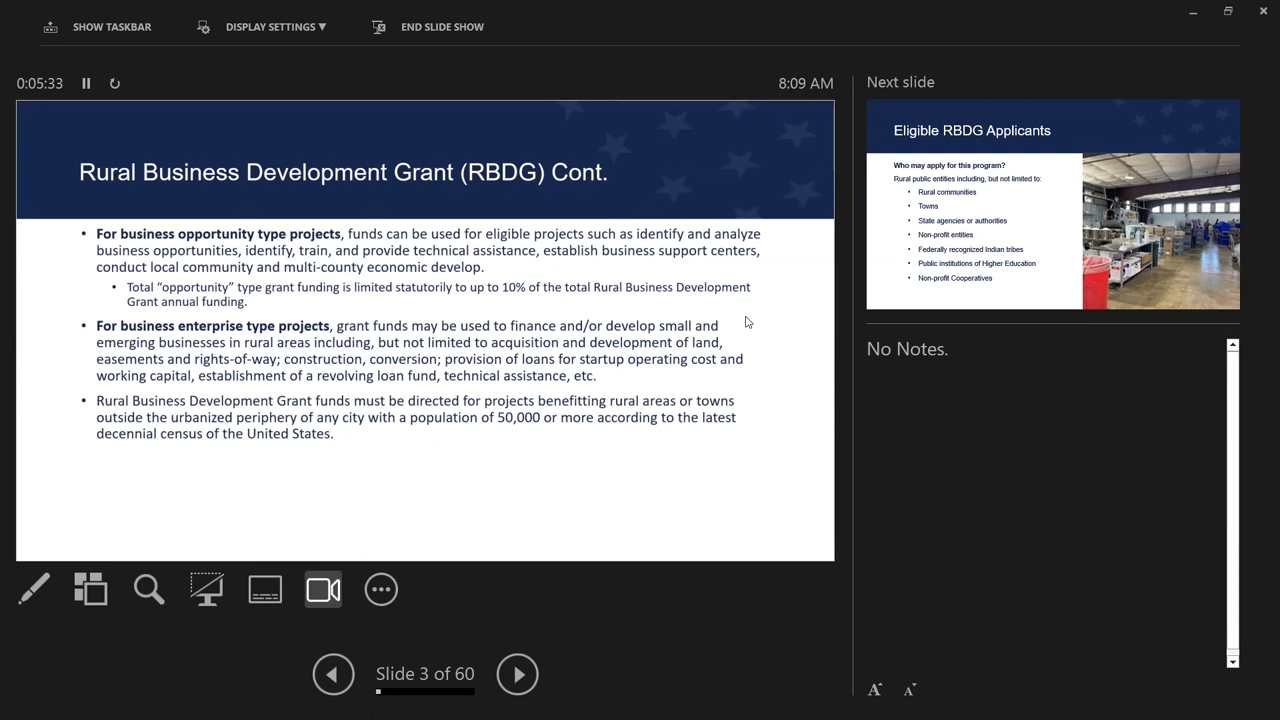 SHOW TASKBAR
DISPLAY SETTINGS ▼
END SLIDE SHOW
0:05:33
8:09 AM
Rural Business Development Grant (RBDG) Cont.
• For business opportunity type projects, funds can be used for eligible projects such as identify and analyze
business opportunities, identify, train, and provide technical assistance, establish business support centers,
conduct local community and multi-county economic develop.
• Total “opportunity” type grant funding is limited statutorily to up to 10% of the total Rural Business Development
Grant annual funding.
• For business enterprise type projects, grant funds may be used to finance and/or develop small and
emerging businesses in rural areas including, but not limited to acquisition and development of land,
easements and rights-of-way; construction, conversion; provision of loans for startup operating cost and
working capital, establishment of a revolving loan fund, technical assistance, etc.
• Rural Business Development Grant funds must be directed for projects benefitting rural areas or towns
outside the urbanized periphery of any city with a population of 50,000 or more according to the latest
decennial census of the United States.
Slide 3 of 60
Next slide
Eligible RBDG Applicants
Who may apply for this program?
Rural public entities including, but not limited to:
• Rural communities
• Towns
• State agencies or authorities
• Non-profit entities
• Federally recognized Indian tribes
• Public institutions of Higher Education
• Non-profit Cooperatives
No Notes.
A A